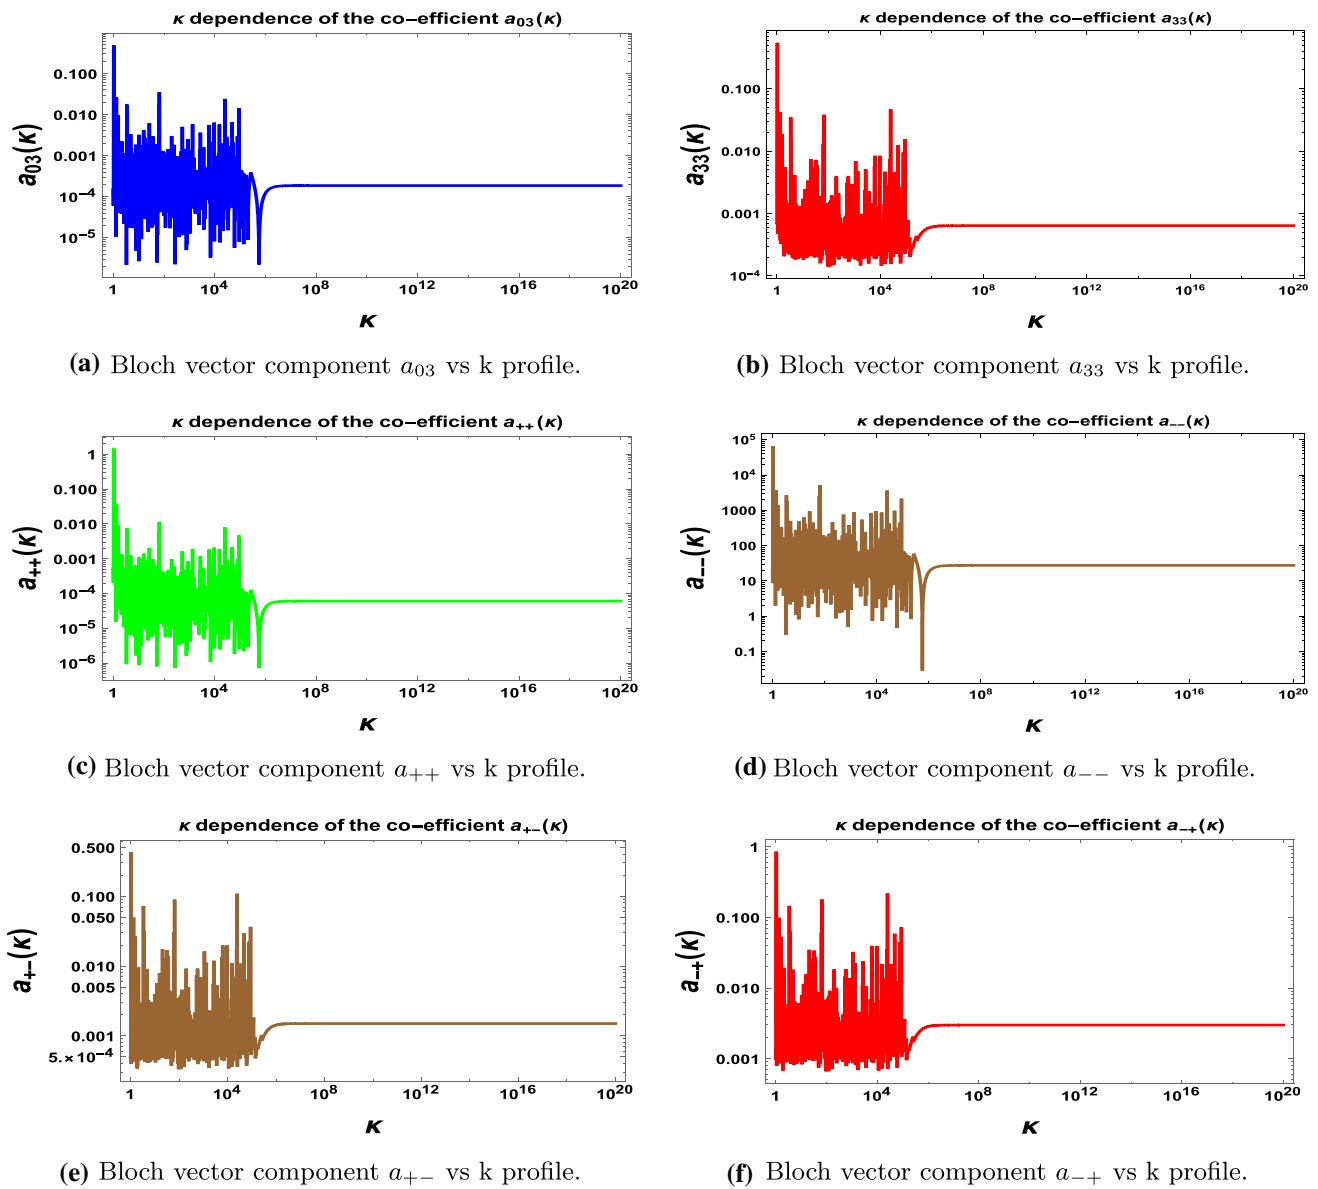 κ dependence of the co−efficient a₀₃(κ)
a₀₃(κ)
0.100
0.010
0.001
10⁻⁴
10⁻⁵
1 10⁴ 10⁸ 10¹² 10¹⁶ 10²⁰
κ
(a) Bloch vector component a₀₃ vs k profile.
κ dependence of the co−efficient a₃₃(κ)
a₃₃(κ)
0.100
0.010
0.001
10⁻⁴
1 10⁴ 10⁸ 10¹² 10¹⁶ 10²⁰
κ
(b) Bloch vector component a₃₃ vs k profile.
κ dependence of the co−efficient a₊₊(κ)
a₊₊(κ)
1
0.100
0.010
0.001
10⁻⁴
10⁻⁵
10⁻⁶
1 10⁴ 10⁸ 10¹² 10¹⁶ 10²⁰
κ
(c) Bloch vector component a₊₊ vs k profile.
κ dependence of the co−efficient a₋₋(κ)
a₋₋(κ)
10⁵
10⁴
1000
100
10
1
0.1
1 10⁴ 10⁸ 10¹² 10¹⁶ 10²⁰
κ
(d) Bloch vector component a₋₋ vs k profile.
κ dependence of the co−efficient a₊₋(κ)
a₊₋(κ)
0.500
0.100
0.050
0.010
0.005
0.001
5.×10⁻⁴
1 10⁴ 10⁸ 10¹² 10¹⁶ 10²⁰
κ
(e) Bloch vector component a₊₋ vs k profile.
κ dependence of the co−efficient a₋₊(κ)
a₋₊(κ)
1
0.100
0.010
0.001
1 10⁴ 10⁸ 10¹² 10¹⁶ 10²⁰
κ
(f) Bloch vector component a₋₊ vs k profile.